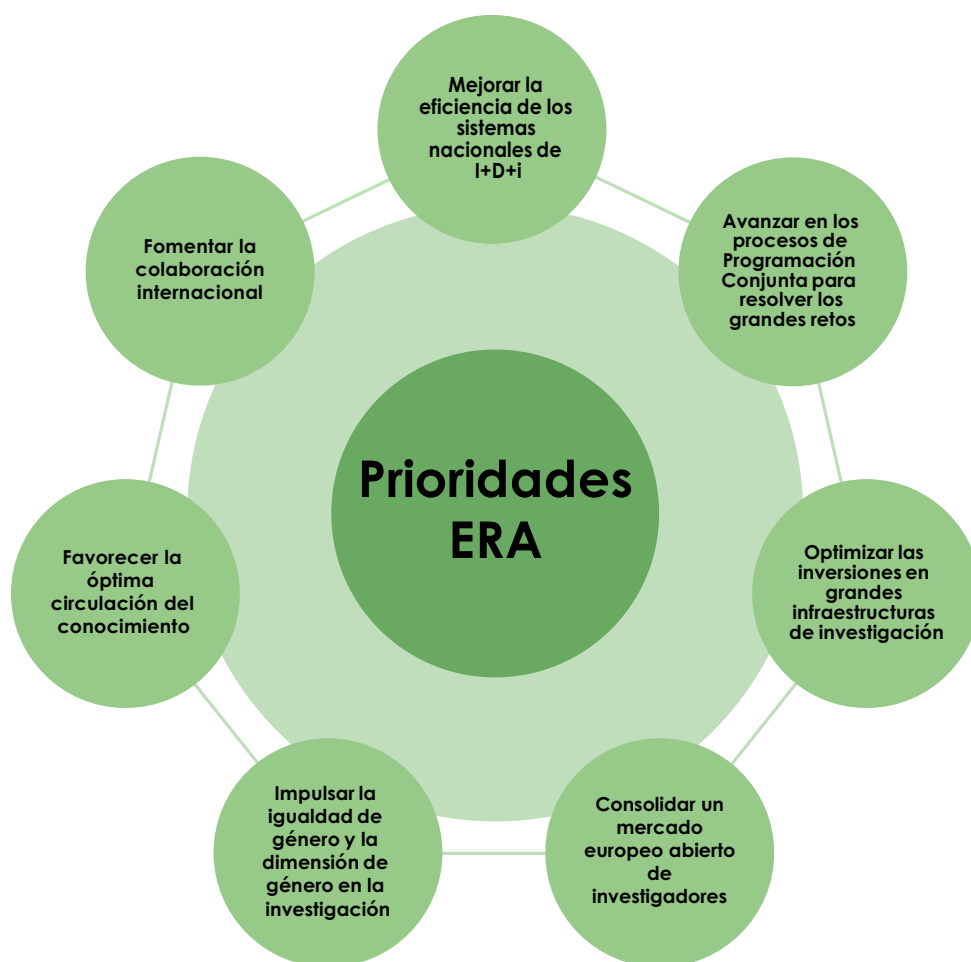 Mejorar la
eficiencia de los
sistemas
nacionales de
I+D+i
Avanzar en los
procesos de
Programación
Conjunta para
resolver los
grandes retos
Optimizar las
inversiones en
grandes
infraestructuras
de investigación
Consolidar un
mercado
europeo abierto
de
investigadores
Impulsar la
igualdad de
género y la
dimensión de
género en la
investigación
Favorecer la
óptima
circulación del
conocimiento
Fomentar la
colaboración
internacional
Prioridades
ERA